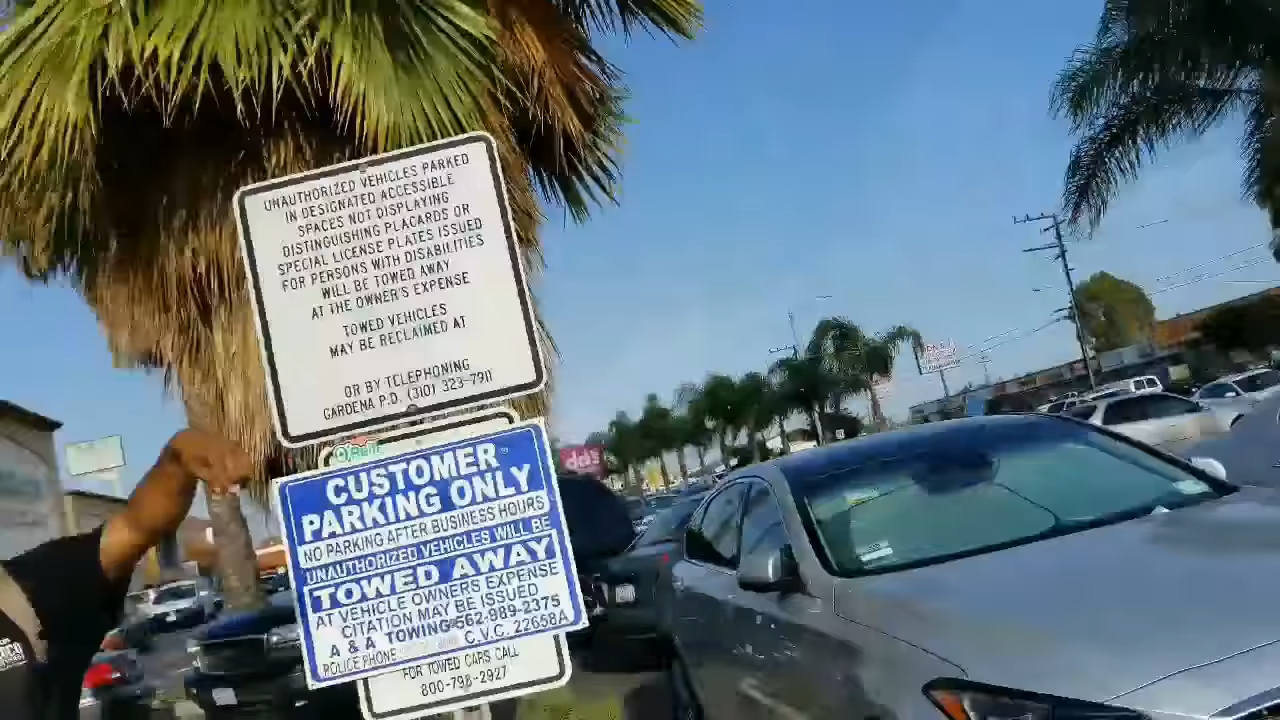 UNAUTHORIZED VEHICLES PARKED
IN DESIGNATED ACCESSIBLE
SPACES NOT DISPLAYING
DISTINGUISHING PLACARDS OR
SPECIAL LICENSE PLATES ISSUED
FOR PERSONS WITH DISABILITIES
WILL BE TOWED AWAY
AT THE OWNER'S EXPENSE
TOWED VEHICLES
MAY BE RECLAIMED AT
OR BY TELEPHONING
GARDENA P.D. (310) 323-7911
CUSTOMER
PARKING ONLY
NO PARKING AFTER BUSINESS HOURS
UNAUTHORIZED VEHICLES WILL BE
TOWED AWAY
AT VEHICLE OWNERS EXPENSE
CITATION MAY BE ISSUED
A & A TOWING 562-989-2375
POLICE PHONE C.V.C. 22658A
FOR TOWED CARS CALL
800-798-2927
dd's